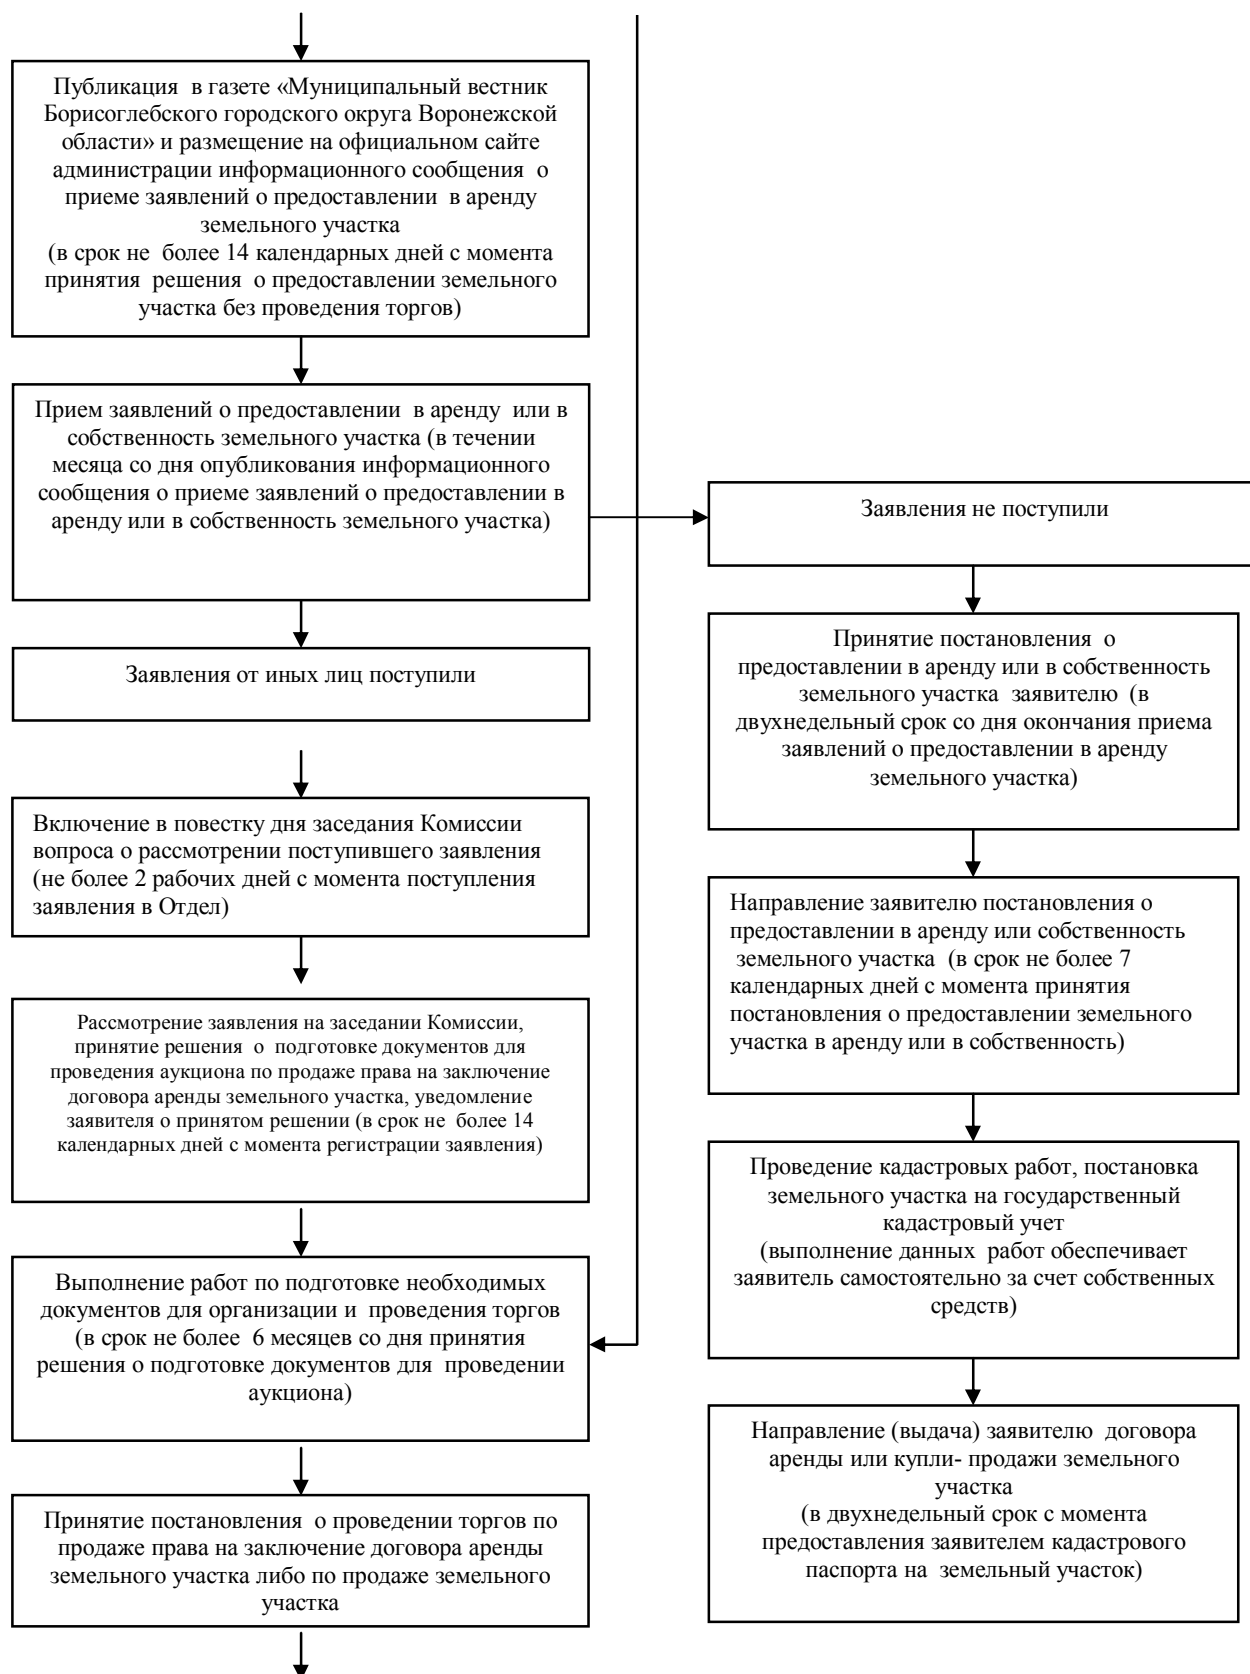 Публикация в газете «Муниципальный вестник
Борисоглебского городского округа Воронежской
области» и размещение на официальном сайте
администрации информационного сообщения о
приеме заявлений о предоставлении в аренду
земельного участка
(в срок не более 14 календарных дней с момента
принятия решения о предоставлении земельного
участка без проведения торгов)
Прием заявлений о предоставлении в аренду или в
собственность земельного участка (в течении
месяца со дня опубликования информационного
сообщения о приеме заявлений о предоставлении в
аренду или в собственность земельного участка)
Заявления от иных лиц поступили
Включение в повестку дня заседания Комиссии
вопроса о рассмотрении поступившего заявления
(не более 2 рабочих дней с момента поступления
заявления в Отдел)
Рассмотрение заявления на заседании Комиссии,
принятие решения о подготовке документов для
проведения аукциона по продаже права на заключение
договора аренды земельного участка, уведомление
заявителя о принятом решении (в срок не более 14
календарных дней с момента регистрации заявления)
Выполнение работ по подготовке необходимых
документов для организации и проведения торгов
(в срок не более 6 месяцев со дня принятия
решения о подготовке документов для проведении
аукциона)
Принятие постановления о проведении торгов по
продаже права на заключение договора аренды
земельного участка либо по продаже земельного
участка
Заявления не поступили
Принятие постановления о
предоставлении в аренду или в собственность
земельного участка заявителю (в
двухнедельный срок со дня окончания приема
заявлений о предоставлении в аренду
земельного участка)
Направление заявителю постановления о
предоставлении в аренду или собственность
земельного участка (в срок не более 7
календарных дней с момента принятия
постановления о предоставлении земельного
участка в аренду или в собственность)
Проведение кадастровых работ, постановка
земельного участка на государственный
кадастровый учет
(выполнение данных работ обеспечивает
заявитель самостоятельно за счет собственных
средств)
Направление (выдача) заявителю договора
аренды или купли- продажи земельного
участка
(в двухнедельный срок с момента
предоставления заявителем кадастрового
паспорта на земельный участок)